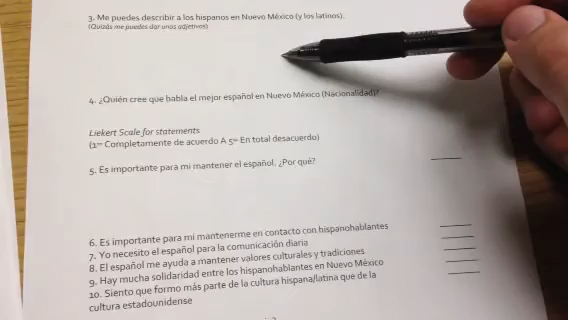 3. Me puedes describir a los hispanos en Nuevo México (y los latinos).
(Quizás me puedes dar unos adjetivos)
4. ¿Quién cree que habla el mejor español en Nuevo México (Nacionalidad)?
Liekert Scale for statements
(1= Completamente de acuerdo A 5= En total desacuerdo)
5. Es importante para mi mantener el español. ¿Por qué?
6. Es importante para mí mantenerme en contacto con hispanohablantes
7. Yo necesito el español para la comunicación diaria
8. El español me ayuda a mantener valores culturales y tradiciones
9. Hay mucha solidaridad entre los hispanohablantes en Nuevo México
10. Siento que formo más parte de la cultura hispana/latina que de la
cultura estadounidense